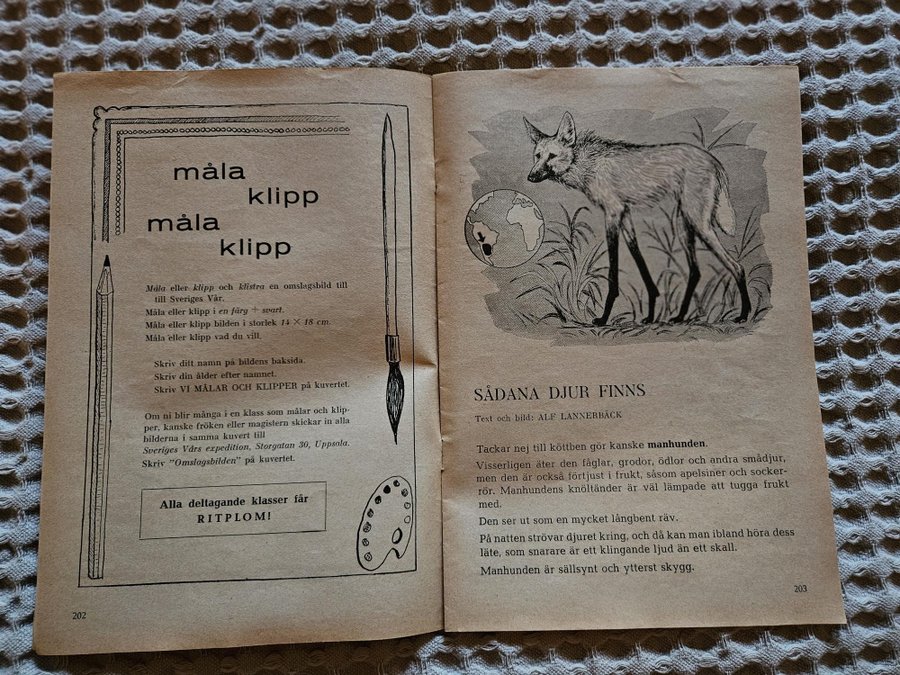 måla
klipp
måla
klipp
Måla eller klipp och klistra en omslagsbild till
till Sveriges Vår.
Måla eller klipp i en färg + svart.
Måla eller klipp bilden i storlek 14 × 18 cm.
Måla eller klipp vad du vill.
Skriv ditt namn på bildens baksida.
Skriv din ålder efter namnet.
Skriv VI MÅLAR OCH KLIPPER på kuvertet.
Om ni blir många i en klass som målar och klip-
per, kanske fröken eller magistern skickar in alla
bilderna i samma kuvert till
Sveriges Vårs expedition, Storgatan 30, Uppsala.
Skriv "Omslagsbilden" på kuvertet.
Alla deltagande klasser får
RITPLOM!
202
SÅDANA DJUR FINNS
Text och bild: ALF LANNERBÄCK
Tackar nej till köttben gör kanske manhunden.
Visserligen äter den fåglar, grodor, ödlor och andra smådjur,
men den är också förtjust i frukt, såsom apelsiner och socker-
rör. Manhundens knöltänder är väl lämpade att tugga frukt
med.
Den ser ut som en mycket långbent räv.
På natten strövar djuret kring, och då kan man ibland höra dess
läte, som snarare är ett klingande ljud än ett skall.
Manhunden är sällsynt och ytterst skygg.
203